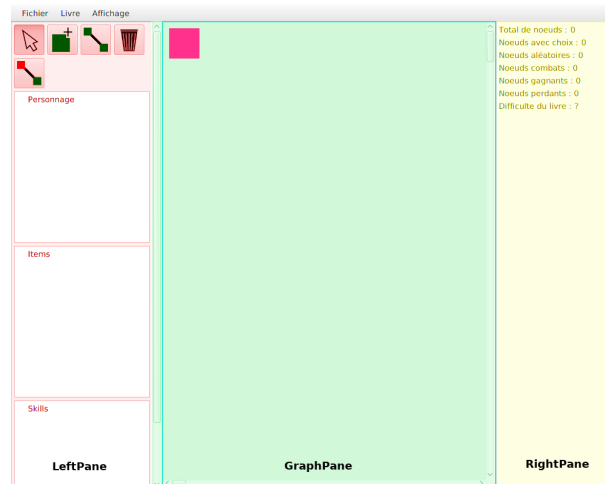 Fichier Livre Affichage
Personnage
Items
Skills
LeftPane
GraphPane
Total de noeuds : 0
Noeuds avec choix : 0
Noeuds aléatoires : 0
Noeuds combats : 0
Noeuds gagnants : 0
Noeuds perdants : 0
Difficulte du livre : ?
RightPane